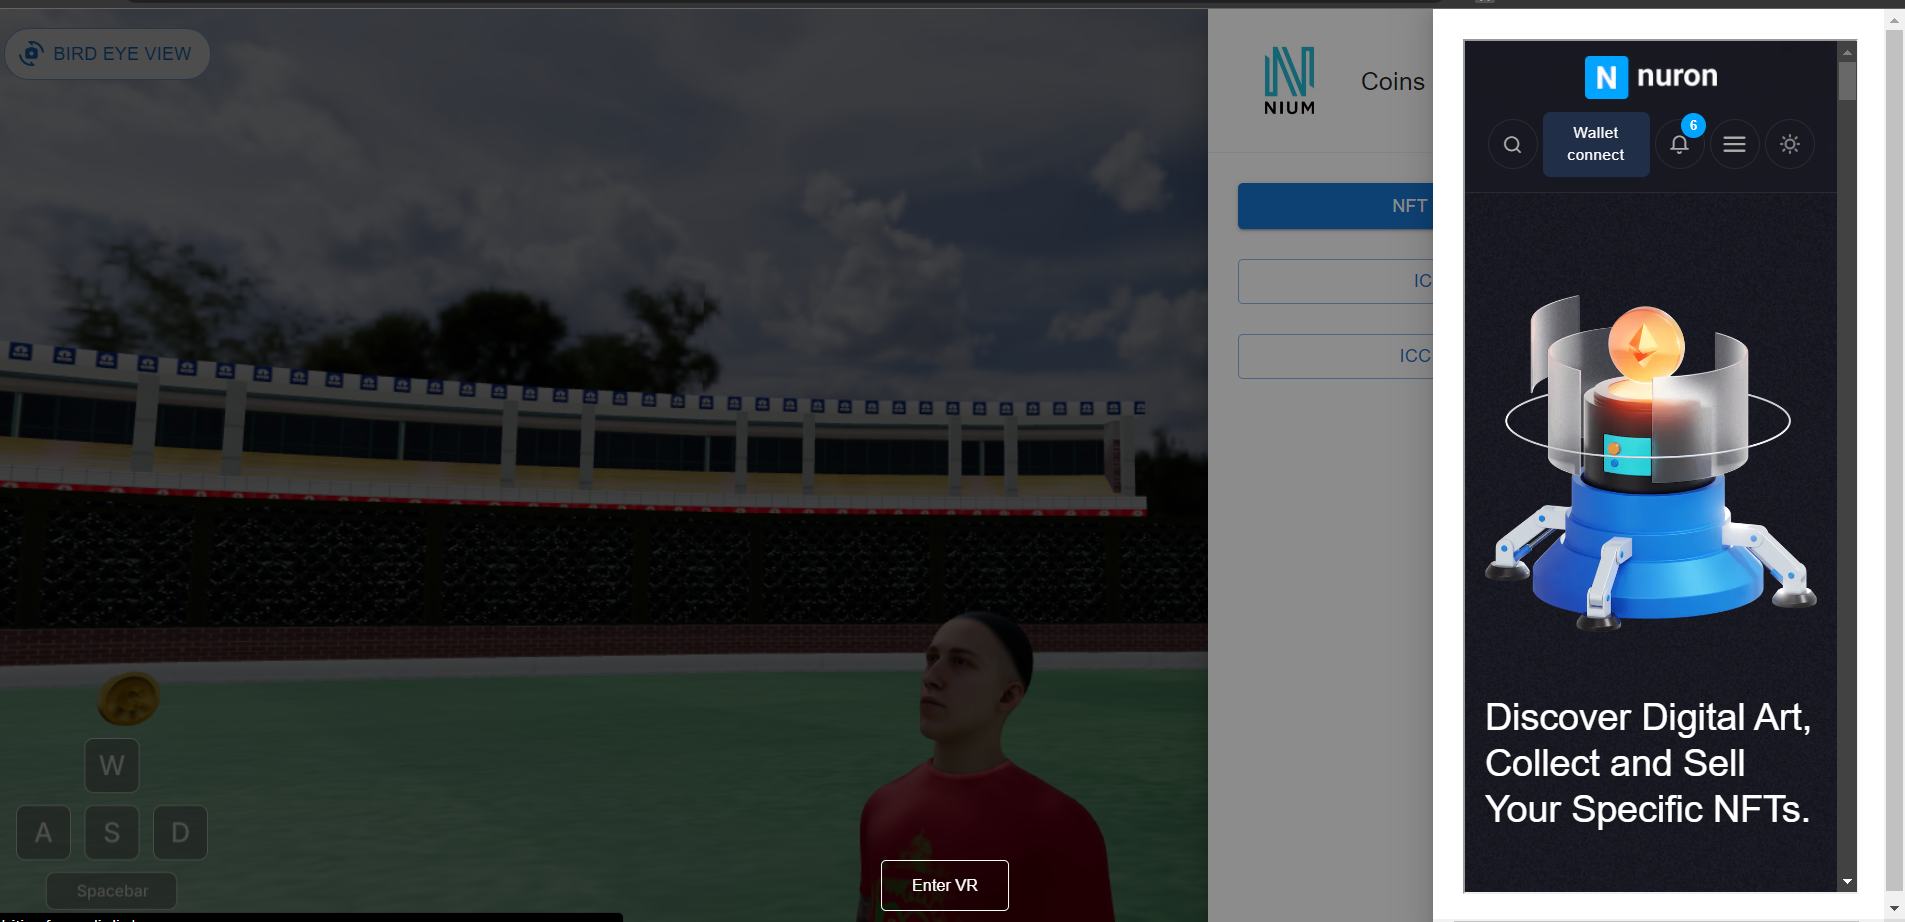 BIRD EYE VIEW
NIUM
Coins
NFT
IC
ICC
N nuron
Wallet
connect
6
Discover Digital Art,
Collect and Sell
Your Specific NFTs.
W
A S D
Spacebar
Enter VR